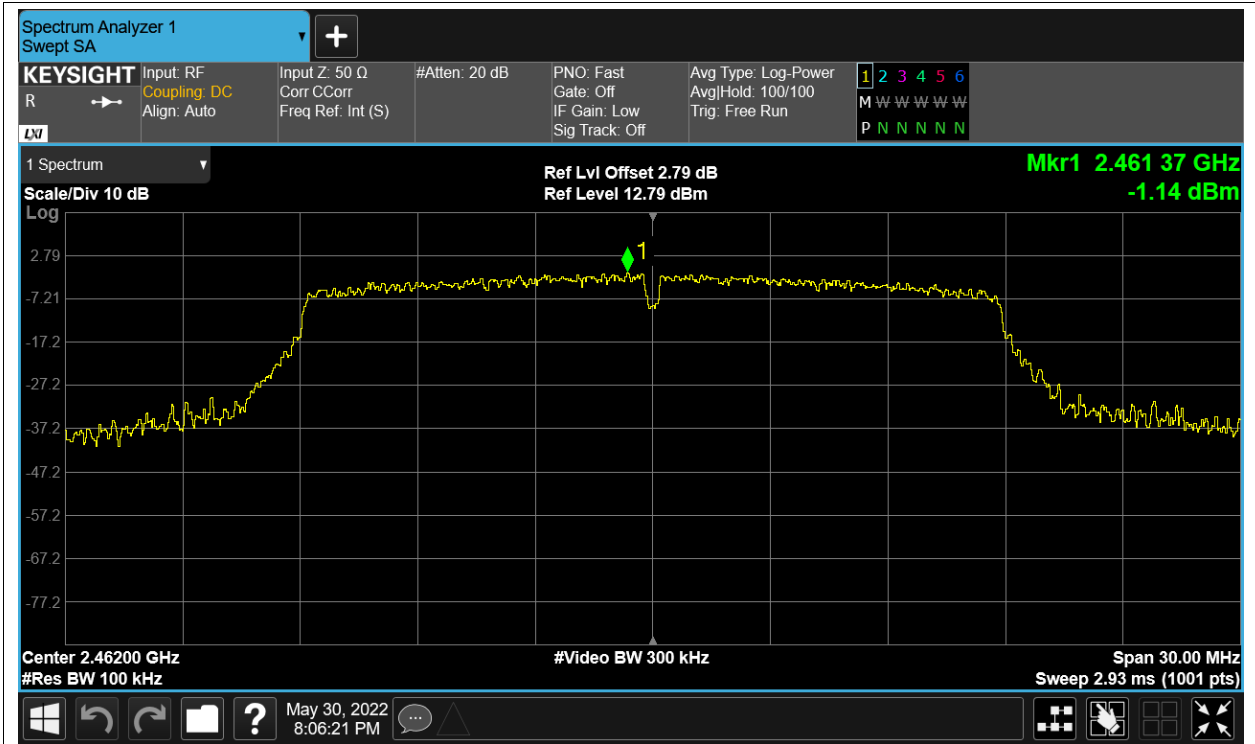 Spectrum Analyzer 1
Swept SA
+
KEYSIGHT Input: RF Input Z: 50 Ω #Atten: 20 dB PNO: Fast Avg Type: Log-Power 1 2 3 4 5 6
R Coupling: DC Corr CCorr Gate: Off Avg|Hold: 100/100 M W W W W W
Align: Auto Freq Ref: Int (S) IF Gain: Low Trig: Free Run
LXI Sig Track: Off P N N N N N
1 Spectrum Ref Lvl Offset 2.79 dB Mkr1 2.461 37 GHz
Scale/Div 10 dB Ref Level 12.79 dBm -1.14 dBm
Log
1
2.79
-7.21
-17.2
-27.2
-37.2
-47.2
-57.2
-67.2
-77.2
Center 2.46200 GHz #Video BW 300 kHz Span 30.00 MHz
#Res BW 100 kHz Sweep 2.93 ms (1001 pts)
? May 30, 2022
8:06:21 PM